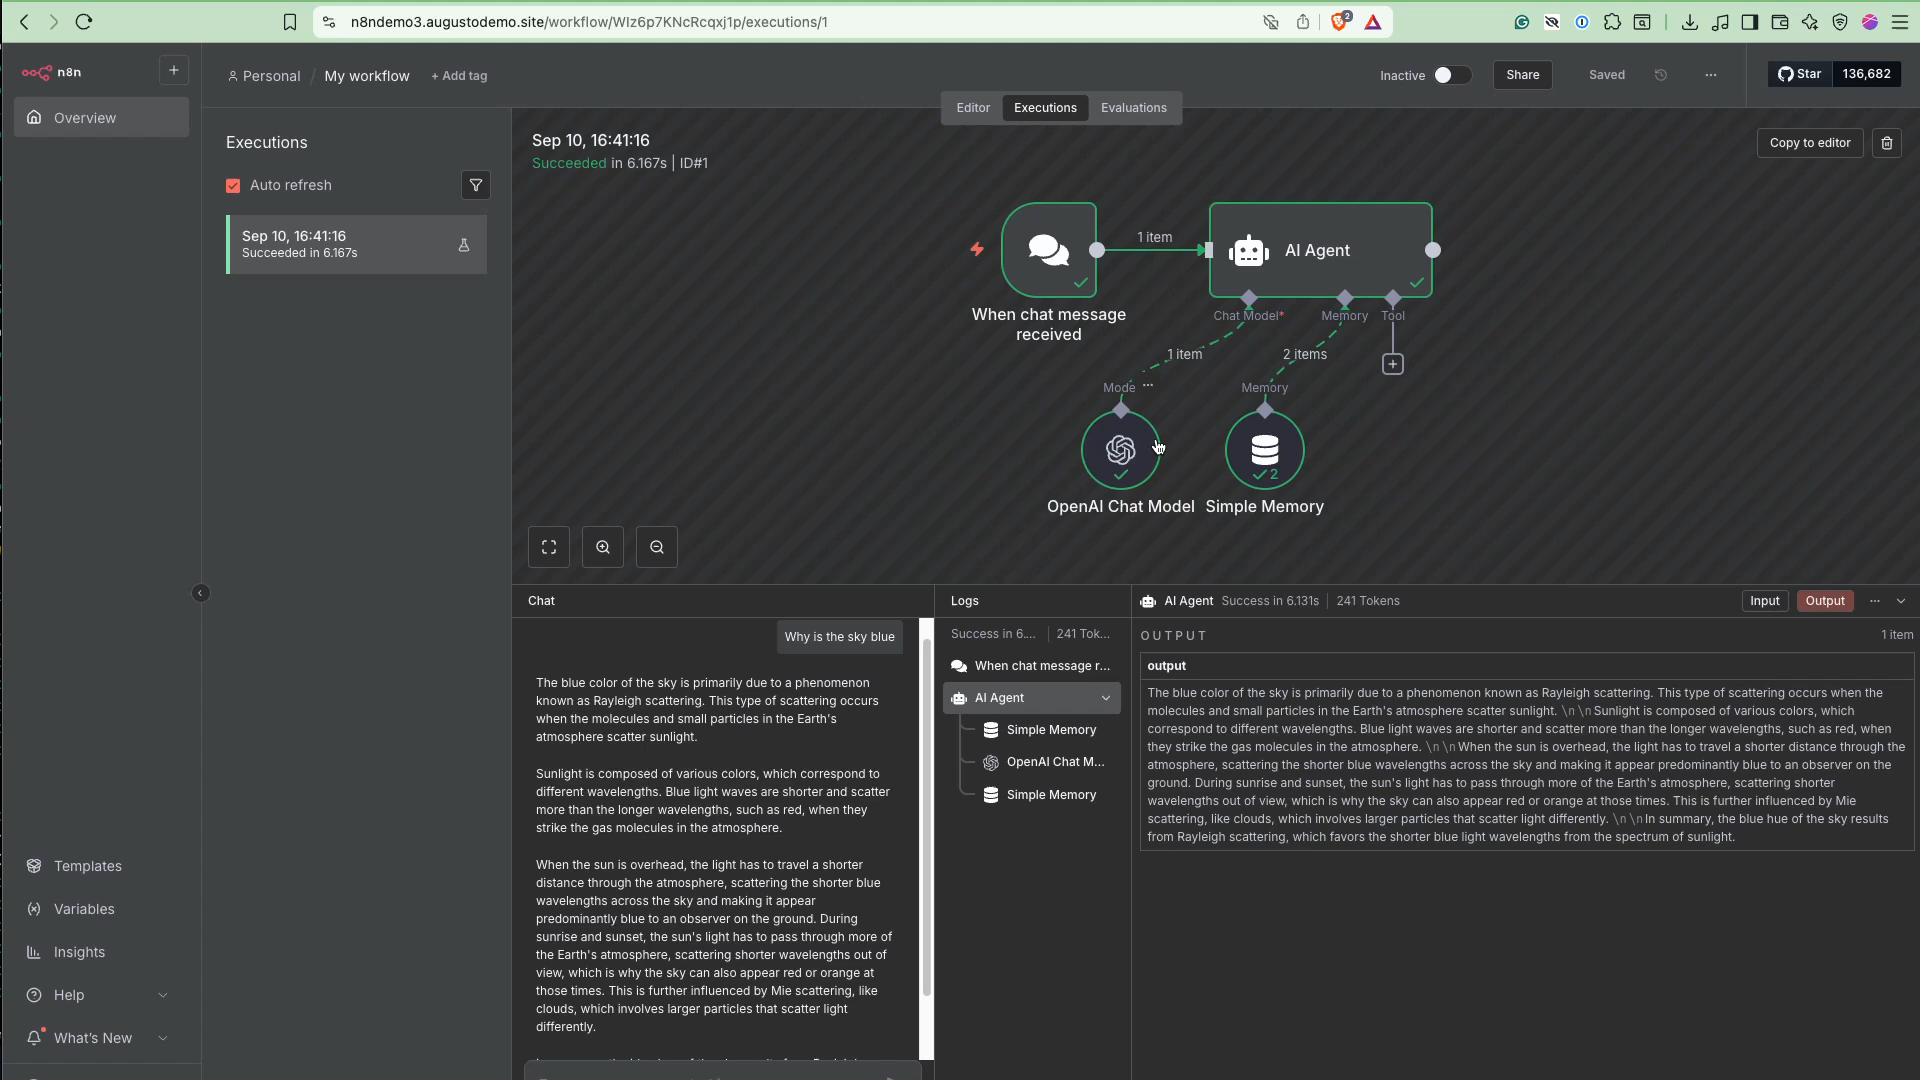 n8ndemo3.augustodemo.site/workflow/WIz6p7KNcRcqxj1p/executions/1
2
n8n
+
Personal / My workflow + Add tag
Inactive
Share
Saved
...
Star 136,682
Editor Executions Evaluations
Overview
Templates
Variables
Insights
Help
What's New
Executions
Auto refresh
Sep 10, 16:41:16
Succeeded in 6.167s
Sep 10, 16:41:16
Succeeded in 6.167s | ID#1
Copy to editor
1 item
AI Agent
When chat message
received
Chat Model*
Memory
Tool
1 item
2 items
+
Mode ...
Memory
2
OpenAI Chat Model
Simple Memory
Chat
Why is the sky blue
The blue color of the sky is primarily due to a phenomenon
known as Rayleigh scattering. This type of scattering occurs
when the molecules and small particles in the Earth's
atmosphere scatter sunlight.
Sunlight is composed of various colors, which correspond to
different wavelengths. Blue light waves are shorter and scatter
more than the longer wavelengths, such as red, when they
strike the gas molecules in the atmosphere.
When the sun is overhead, the light has to travel a shorter
distance through the atmosphere, scattering the shorter blue
wavelengths across the sky and making it appear
predominantly blue to an observer on the ground. During
sunrise and sunset, the sun's light has to pass through more of
the Earth's atmosphere, scattering shorter wavelengths out of
view, which is why the sky can also appear red or orange at
those times. This is further influenced by Mie scattering, like
clouds, which involves larger particles that scatter light
differently.
Logs
Success in 6.... 241 Tok...
When chat message r...
AI Agent
Simple Memory
OpenAI Chat M...
Simple Memory
AI Agent Success in 6.131s 241 Tokens
Input Output ...
OUTPUT
1 item
output
The blue color of the sky is primarily due to a phenomenon known as Rayleigh scattering. This type of scattering occurs when the
molecules and small particles in the Earth's atmosphere scatter sunlight. \n\nSunlight is composed of various colors, which
correspond to different wavelengths. Blue light waves are shorter and scatter more than the longer wavelengths, such as red, when
they strike the gas molecules in the atmosphere. \n\nWhen the sun is overhead, the light has to travel a shorter distance through the
atmosphere, scattering the shorter blue wavelengths across the sky and making it appear predominantly blue to an observer on the
ground. During sunrise and sunset, the sun's light has to pass through more of the Earth's atmosphere, scattering shorter
wavelengths out of view, which is why the sky can also appear red or orange at those times. This is further influenced by Mie
scattering, like clouds, which involves larger particles that scatter light differently. \n\nIn summary, the blue hue of the sky results
from Rayleigh scattering, which favors the shorter blue light wavelengths from the spectrum of sunlight.